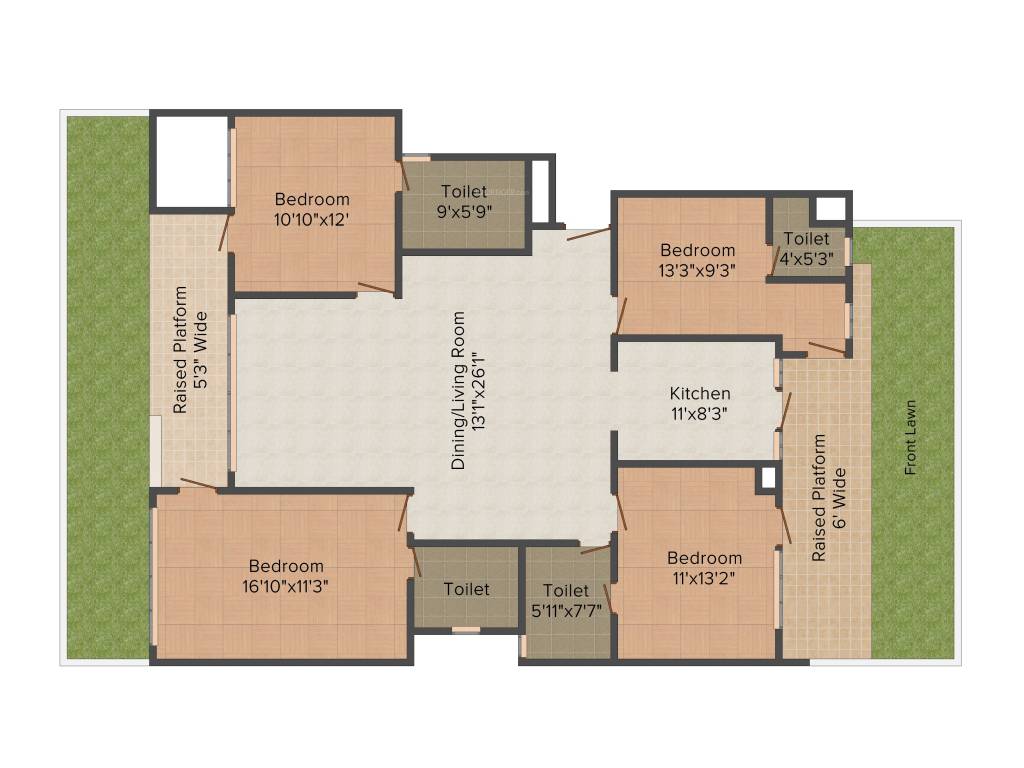 Bedroom
10'10"x12'
Toilet
9'x5'9"
Bedroom
13'3"x9'3"
Toilet
4'x5'3"
Raised Platform
5'3" Wide
Dining/Living Room
13'1"x26'1"
Kitchen
11'x8'3"
Front Lawn
Raised Platform
6' Wide
Bedroom
16'10"x11'3"
Toilet
Toilet
5'11"x7'7"
Bedroom
11'x13'2"